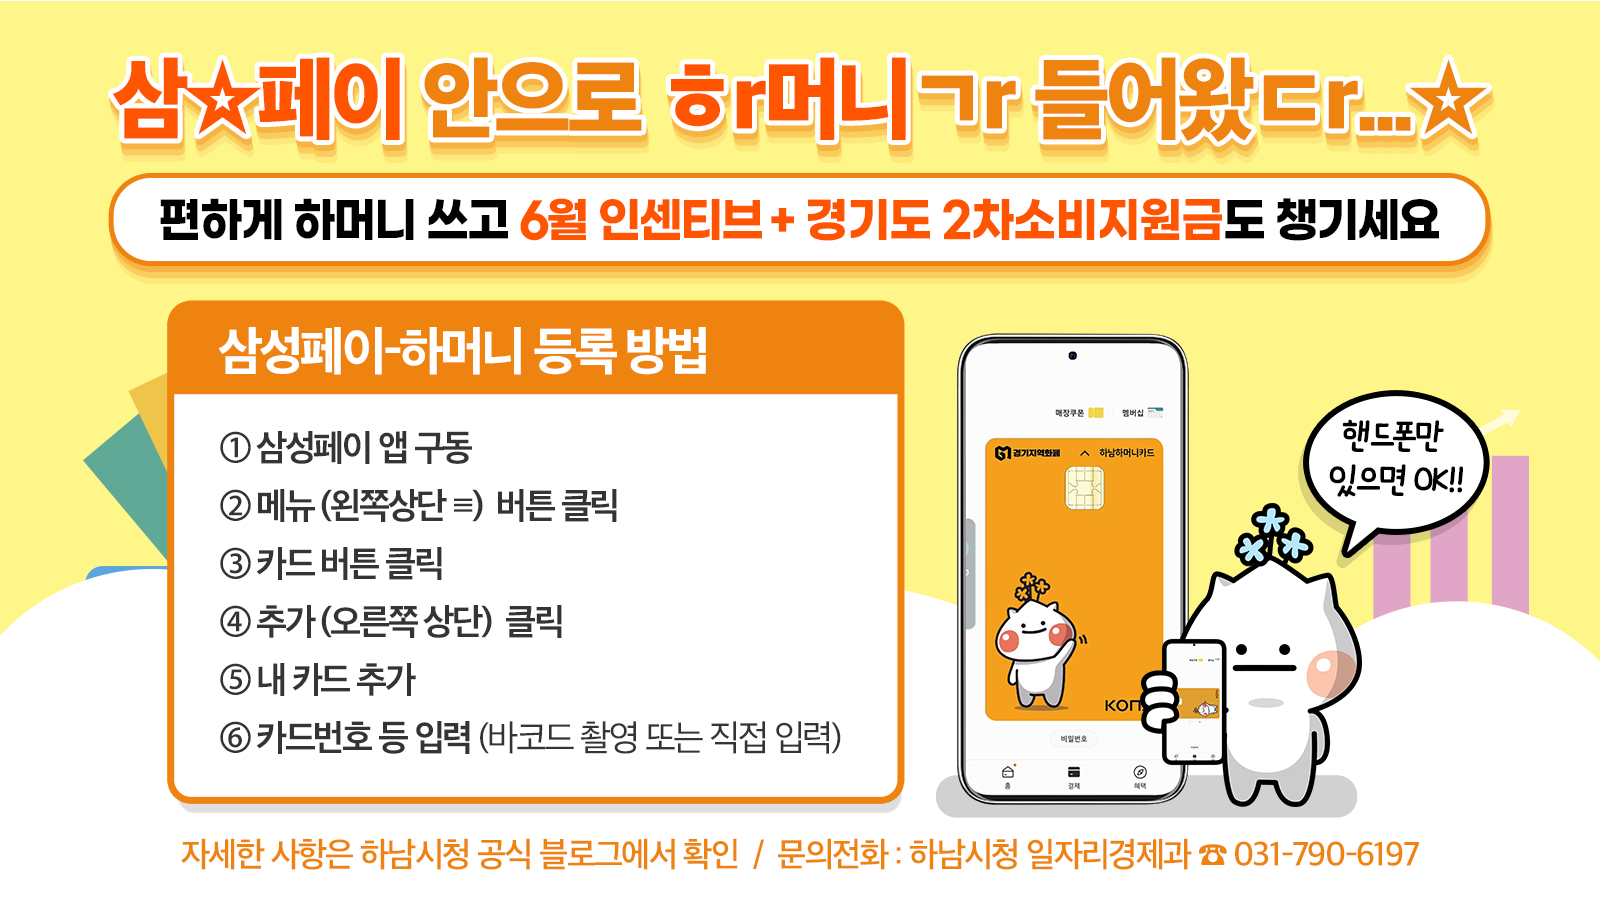 삼☆페이 안으로 ㅎr머니ㄱr 들어왔ㄷr...☆
편하게 하머니 쓰고 6월 인센티브 + 경기도 2차소비지원금도 챙기세요
삼성페이-하머니 등록 방법
① 삼성페이 앱 구동
② 메뉴 (왼쪽상단 ≡) 버튼 클릭
③ 카드 버튼 클릭
④ 추가 (오른쪽 상단) 클릭
⑤ 내 카드 추가
⑥ 카드번호 등 입력 (바코드 촬영 또는 직접 입력)
매장쿠폰 멤버십
경기지역화폐 하남하머니카드
KON
비밀번호
홈 결제 혜택
핸드폰만
있으면 OK!!
자세한 사항은 하남시청 공식 블로그에서 확인 / 문의전화 : 하남시청 일자리경제과 ☎ 031-790-6197